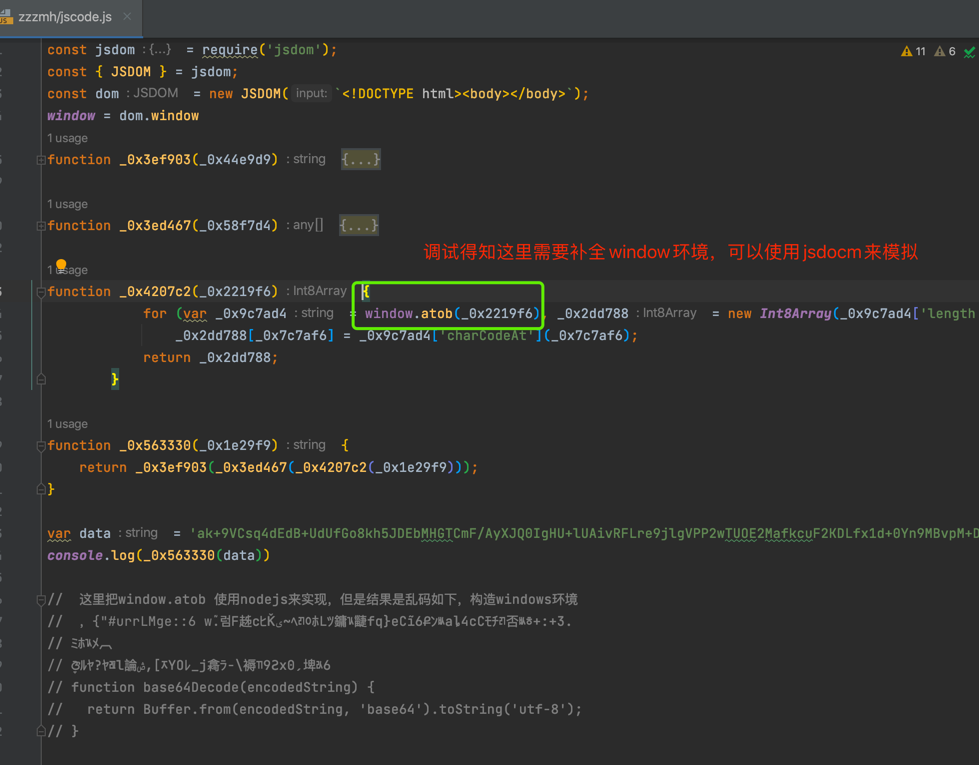 zzzmh/jscode.js
const jsdom :{...} = require('jsdom');
11 6
const { JSDOM } = jsdom;
const dom : JSDOM = new JSDOM( input: `<!DOCTYPE html><body></body>`);
window = dom.window
1 usage
function _0x3ef903(_0x44e9d9) : string {...}
1 usage
function _0x3ed467(_0x58f7d4) : any[] {...}
调试得知这里需要补全window环境，可以使用jsdocm来模拟
1 usage
function _0x4207c2(_0x2219f6) : Int8Array {
for (var _0x9c7ad4 : string = window.atob(_0x2219f6), _0x2dd788 : Int8Array = new Int8Array(_0x9c7ad4['length
_0x2dd788[_0x7c7af6] = _0x9c7ad4['charCodeAt'](_0x7c7af6);
return _0x2dd788;
}
1 usage
function _0x563330(_0x1e29f9) : string {
return _0x3ef903(_0x3ed467(_0x4207c2(_0x1e29f9)));
}
var data : string = 'ak+9VCsq4dEdB+UdUfGo8kh5JDEbMHGTCmF/AyXJQ0IgHU+lUAivRFLre9jlgVPP2wTUOE2MafkcuF2KDLfx1d+0Yn9MBvpM+D
console.log(_0x563330(data))
// 这里把window.atob 使用nodejs来实现，但是结果是乱码如下，构造windows环境
// ，{"#urrLMge::6
//
//
// function base64Decode(encodedString) {
// return Buffer.from(encodedString, 'base64').toString('utf-8');
// }